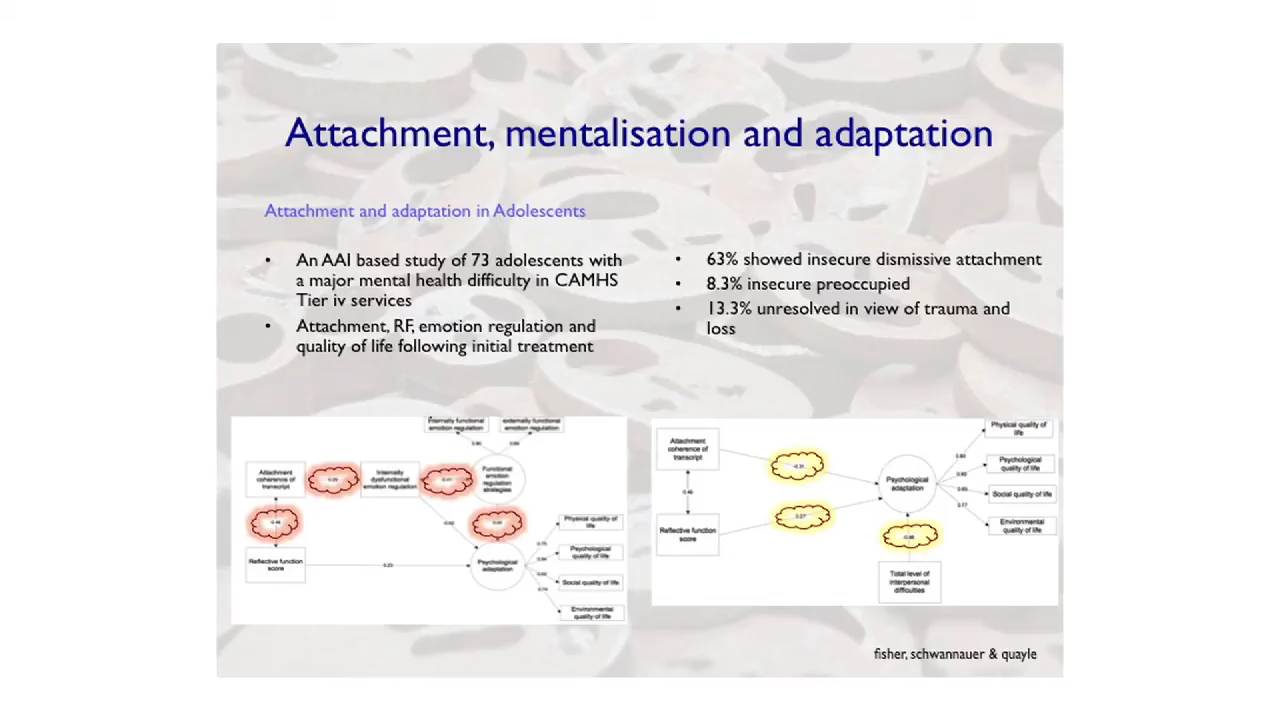 Attachment, mentalisation and adaptation
Attachment and adaptation in Adolescents
• An AAI based study of 73 adolescents with
a major mental health difficulty in CAMHS
Tier iv services
• Attachment, RF, emotion regulation and
quality of life following initial treatment
• 63% showed insecure dismissive attachment
• 8.3% insecure preoccupied
• 13.3% unresolved in view of trauma and
loss
internally functional
emotion regulation
externally functional
emotion regulation
Attachment
coherence of
transcript
Internally
dysfunctional
emotion regulation
Functional
emotion
regulation
strategies
Reflective function
score
0.23
Psychological
adaptation
Physical quality of
life
Psychological
quality of life
Social quality of life
Environmental
quality of life
Attachment
coherence of
transcript
Reflective function
score
Psychological
adaptation
Total level of
interpersonal
difficulties
Physical quality of
life
Psychological
quality of life
Social quality of life
Environmental
quality of life
fisher, schwannauer & quayle